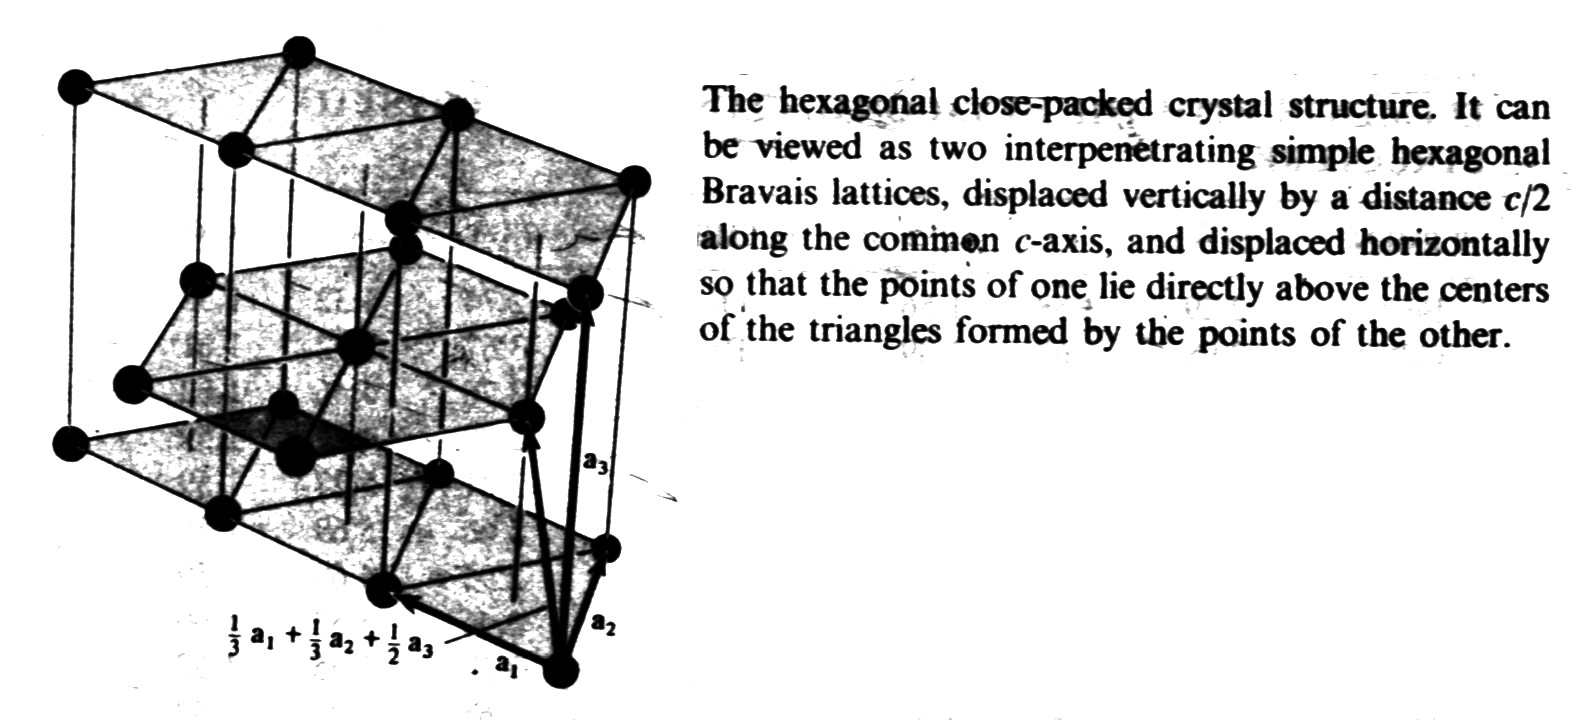 The hexagonal close-packed crystal structure. It can
be viewed as two interpenetrating simple hexagonal
Bravais lattices, displaced vertically by a distance c/2
along the common c-axis, and displaced horizontally
so that the points of one lie directly above the centers
of the triangles formed by the points of the other.
a₃
a₂
1/3 a₁ + 1/3 a₂ + 1/2 a₃
a₁